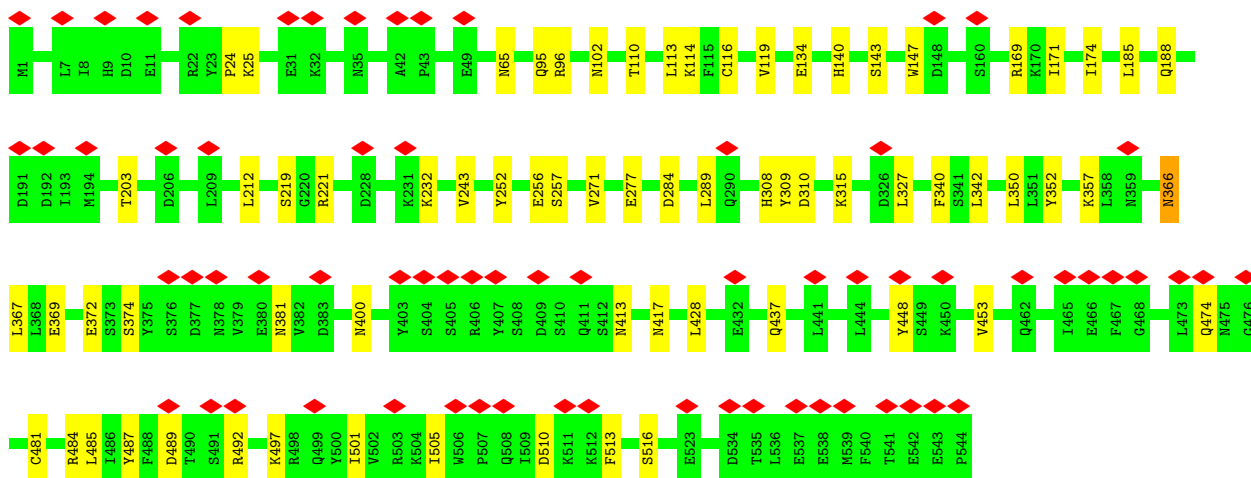 M1 L7 I8 H9 D10 E11 R22 Y23 P24 K25 E31 K32 N35 A42 P43 E49 N65 Q95 R96 N102 T110 L113 K114 F115 C116 V119 E134 H140 S143 W147 D148 S160 R169 K170 I171 I174 L185 Q188
D191 D192 I193 M194 T203 D206 L209 L212 S219 G220 R221 D228 K231 K232 V243 Y252 E256 S257 V271 E277 D284 L289 Q290 H308 Y309 D310 K315 D326 L327 F340 S341 L342 L350 L351 Y352 K357 L358 N359 N366
L367 L368 E369 E372 S373 S374 Y375 S376 D377 N378 V379 E380 N381 V382 D383 N400 Y403 S404 S405 R406 Y407 S408 D409 S410 Q411 S412 N413 N417 L428 E432 Q437 L441 L444 Y448 S449 K450 V453 Q462 I465 E466 F467 G468 L473 Q474 N475 G476
C481 R484 L485 I486 Y487 F488 D489 T490 S491 R492 K497 R498 Q499 Y500 I501 V502 R503 K504 I505 W506 P507 Q508 I509 D510 K511 K512 F513 S516 E523 D534 T535 L536 E537 E538 M539 F540 T541 E542 E543 P544